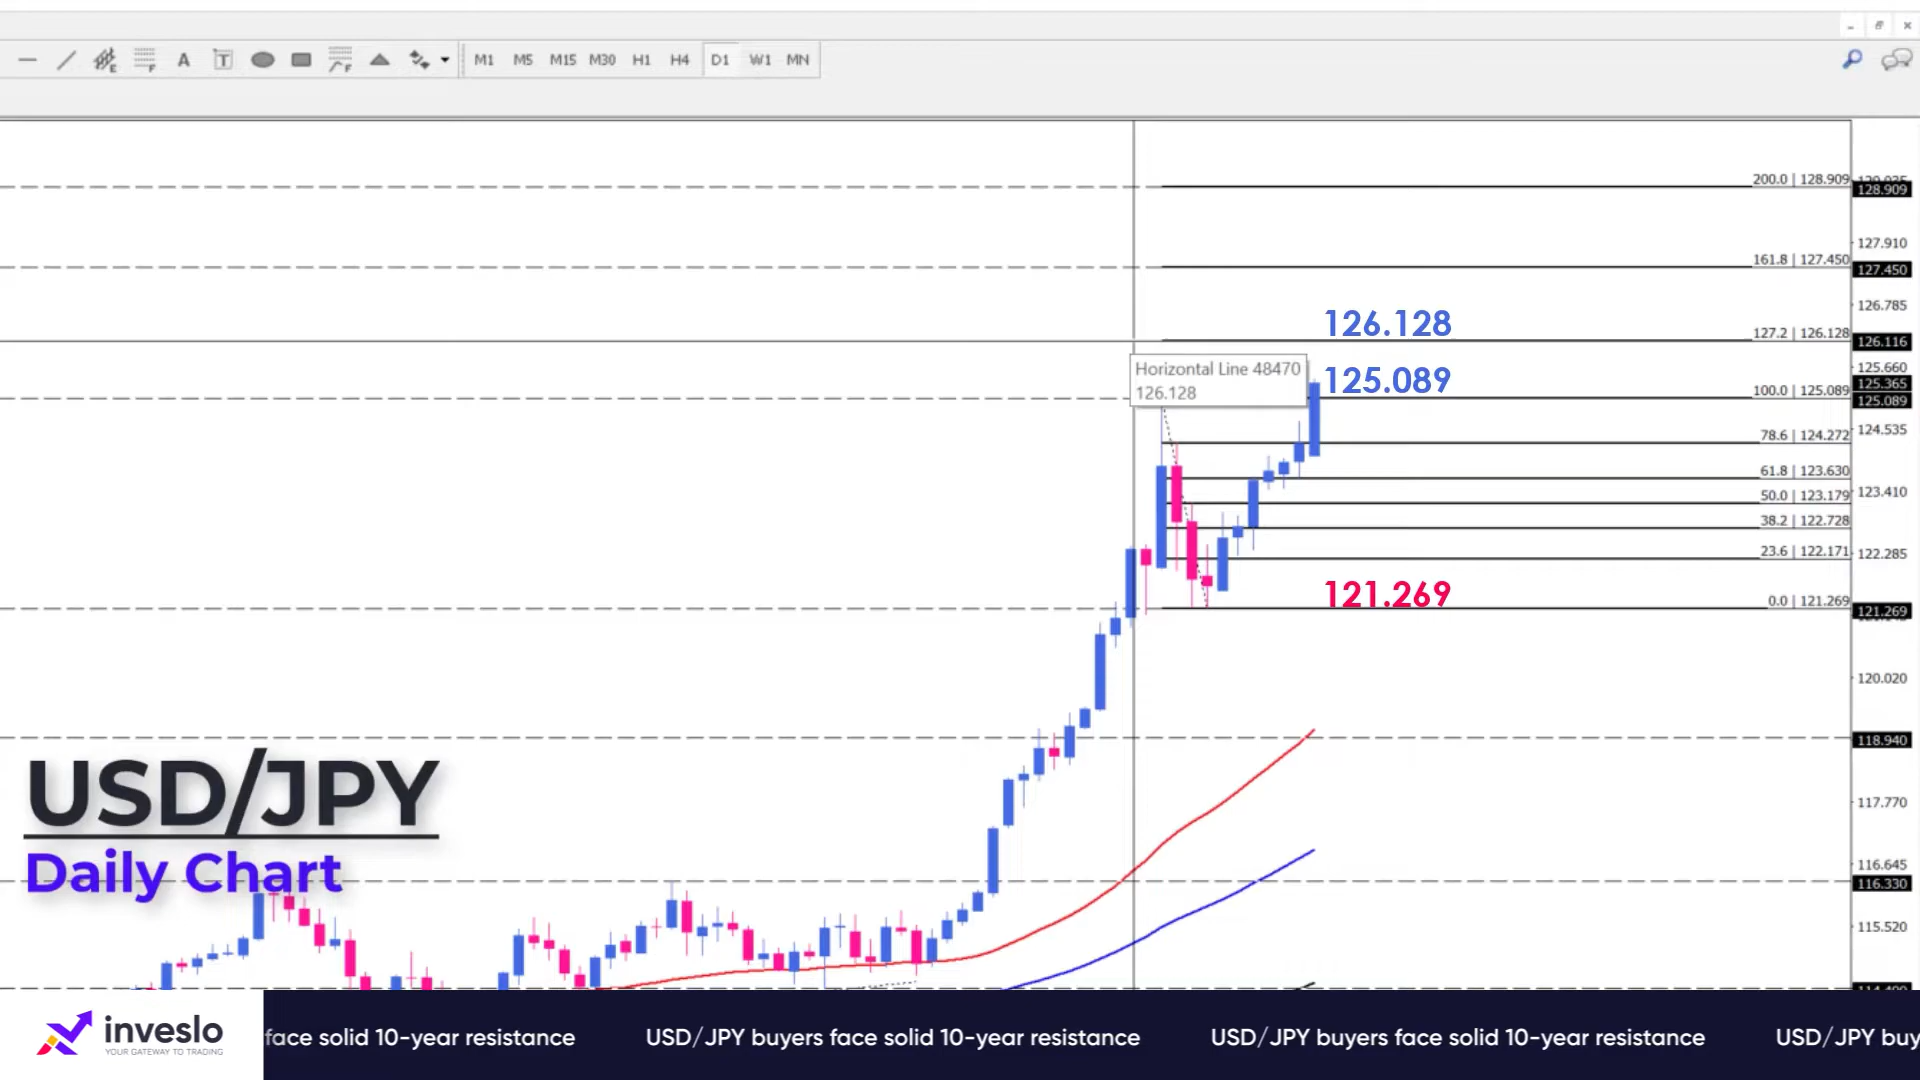 A T
E F F
M1 M5 M15 M30 H1 H4 D1 W1 MN
200.0 | 128.909
128.909
127.910
161.8 | 127.450
127.450
126.785
126.128
127.2 | 126.128
126.116
Horizontal Line 48470
126.128
125.660
125.089
125.365
100.0 | 125.089
125.089
78.6 | 124.272
124.535
61.8 | 123.630
50.0 | 123.179
123.410
38.2 | 122.728
23.6 | 122.171
122.285
121.269
0.0 | 121.269
121.269
120.020
118.940
USD/JPY
Daily Chart
117.770
116.645
116.330
115.520
inveslo
YOUR GATEWAY TO TRADING
face solid 10-year resistance USD/JPY buyers face solid 10-year resistance USD/JPY buyers face solid 10-year resistance USD/JPY buy